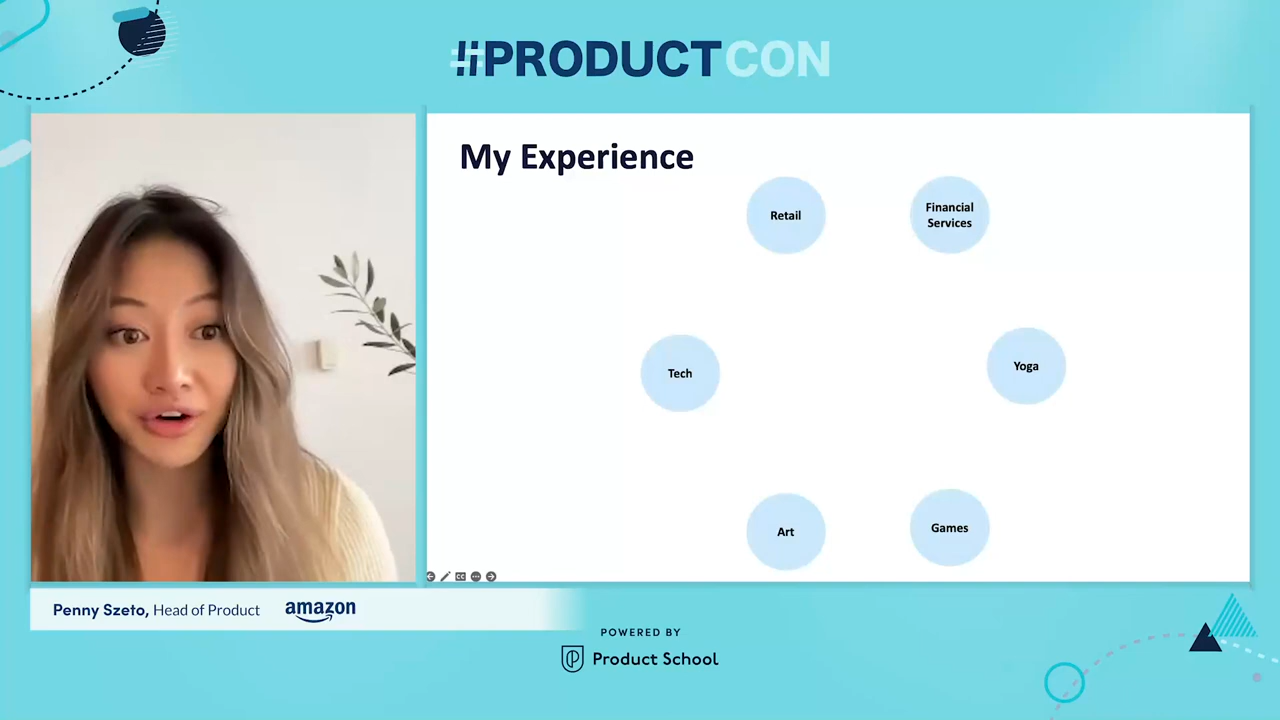 #PRODUCTCON
My Experience
Retail
Financial
Services
Tech
Yoga
Art
Games
CC
Penny Szeto, Head of Product
amazon
POWERED BY
Product School